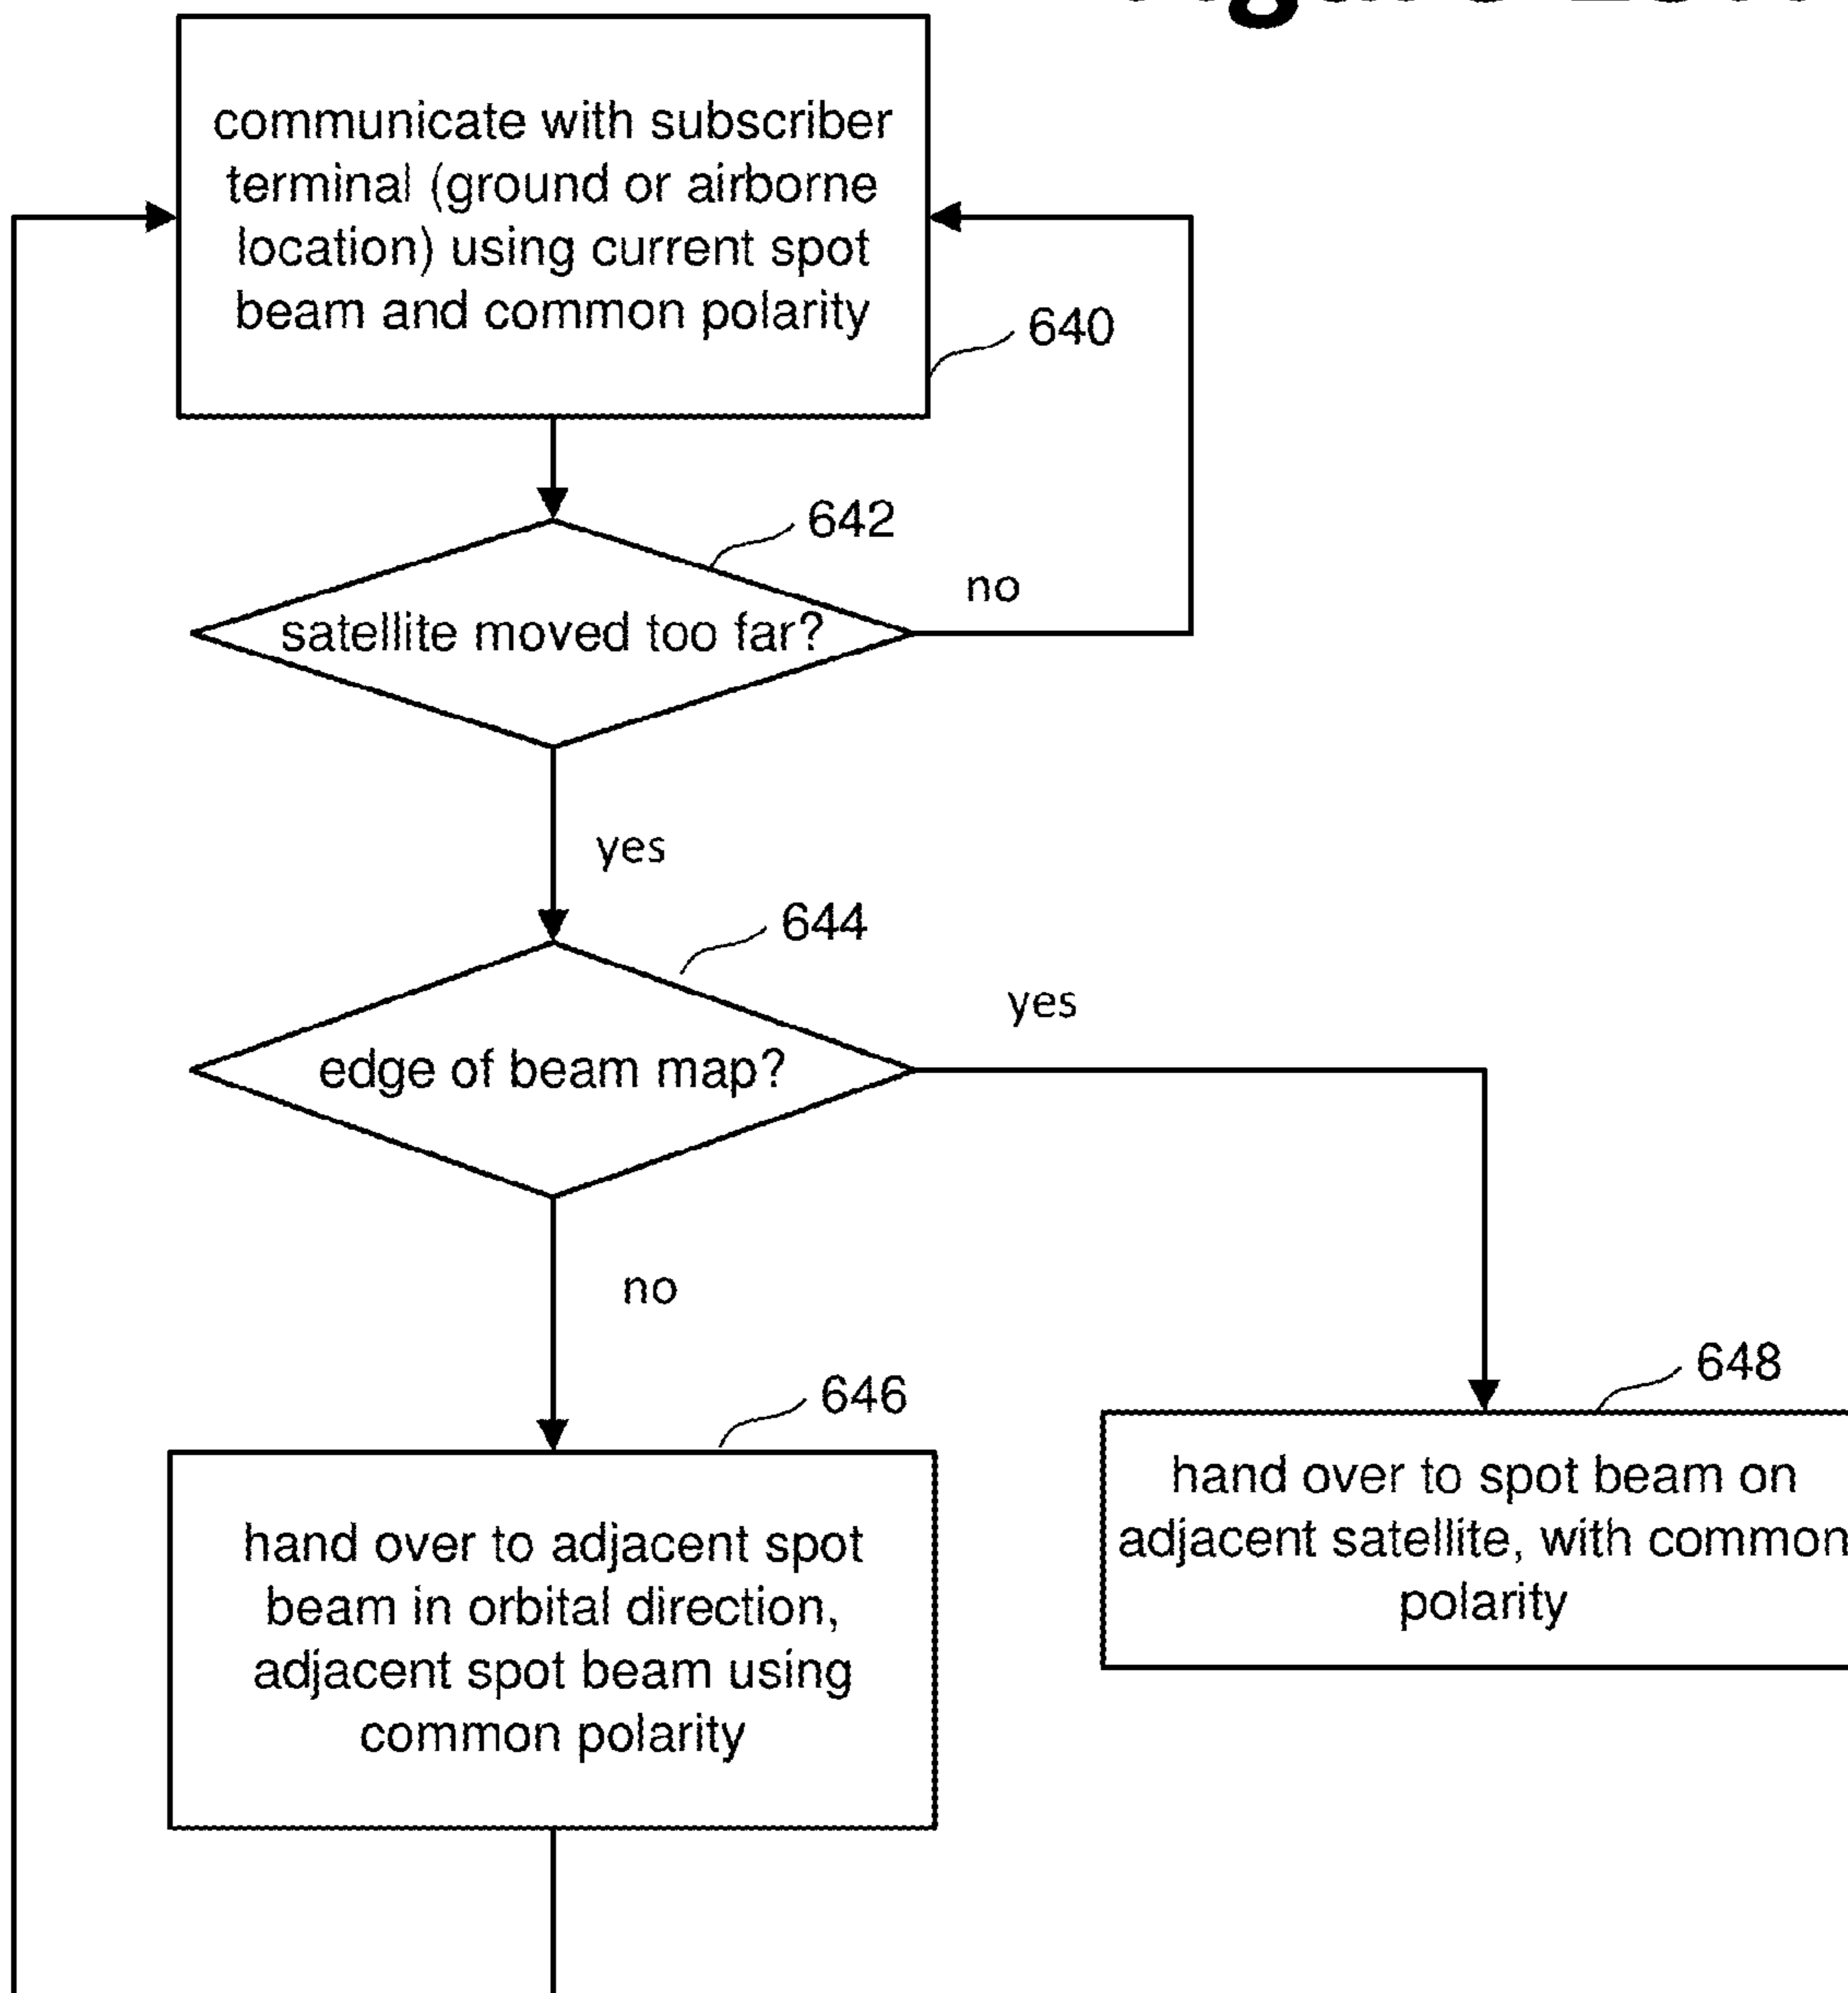 communicate with subscriber
terminal (ground or airborne
location) using current spot
beam and common polarity
640
642
satellite moved too far?
no
yes
644
edge of beam map?
yes
no
646
648
hand over to adjacent spot
beam in orbital direction,
adjacent spot beam using
common polarity
hand over to spot beam on
adjacent satellite, with common
polarity